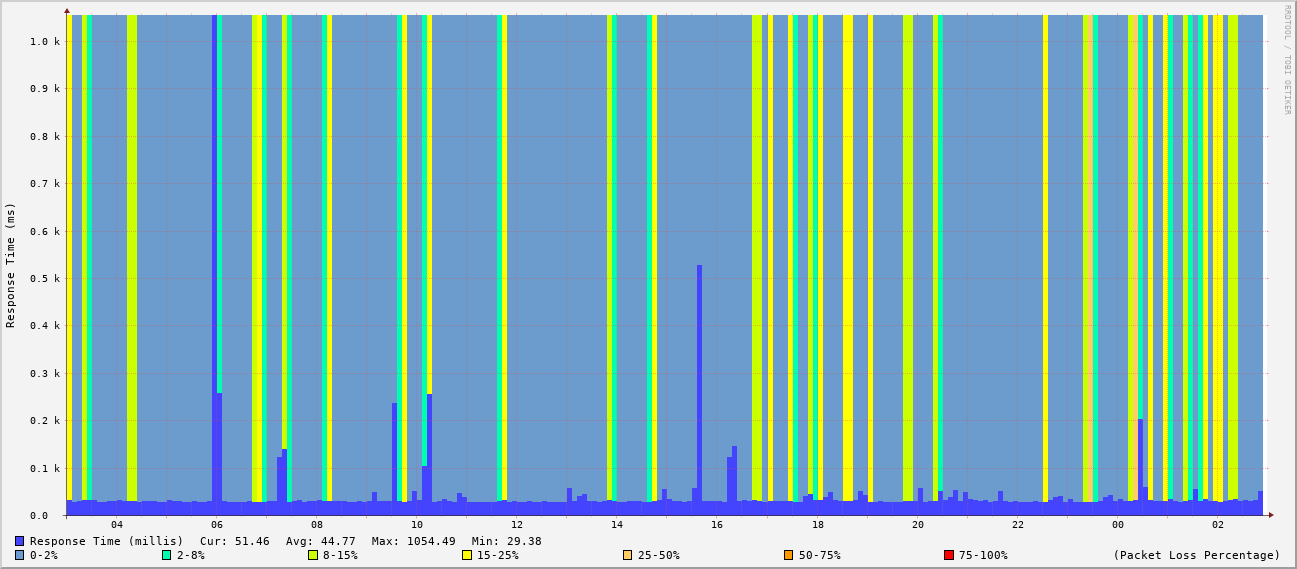 RRDTOOL / TOBI OETIKER
Response Time (ms)
1.0 k
0.9 k
0.8 k
0.7 k
0.6 k
0.5 k
0.4 k
0.3 k
0.2 k
0.1 k
0.0
04 06 08 10 12 14 16 18 20 22 00 02
Response Time (millis) Cur: 51.46 Avg: 44.77 Max: 1054.49 Min: 29.38
0-2% 2-8% 8-15% 15-25% 25-50% 50-75% 75-100% (Packet Loss Percentage)